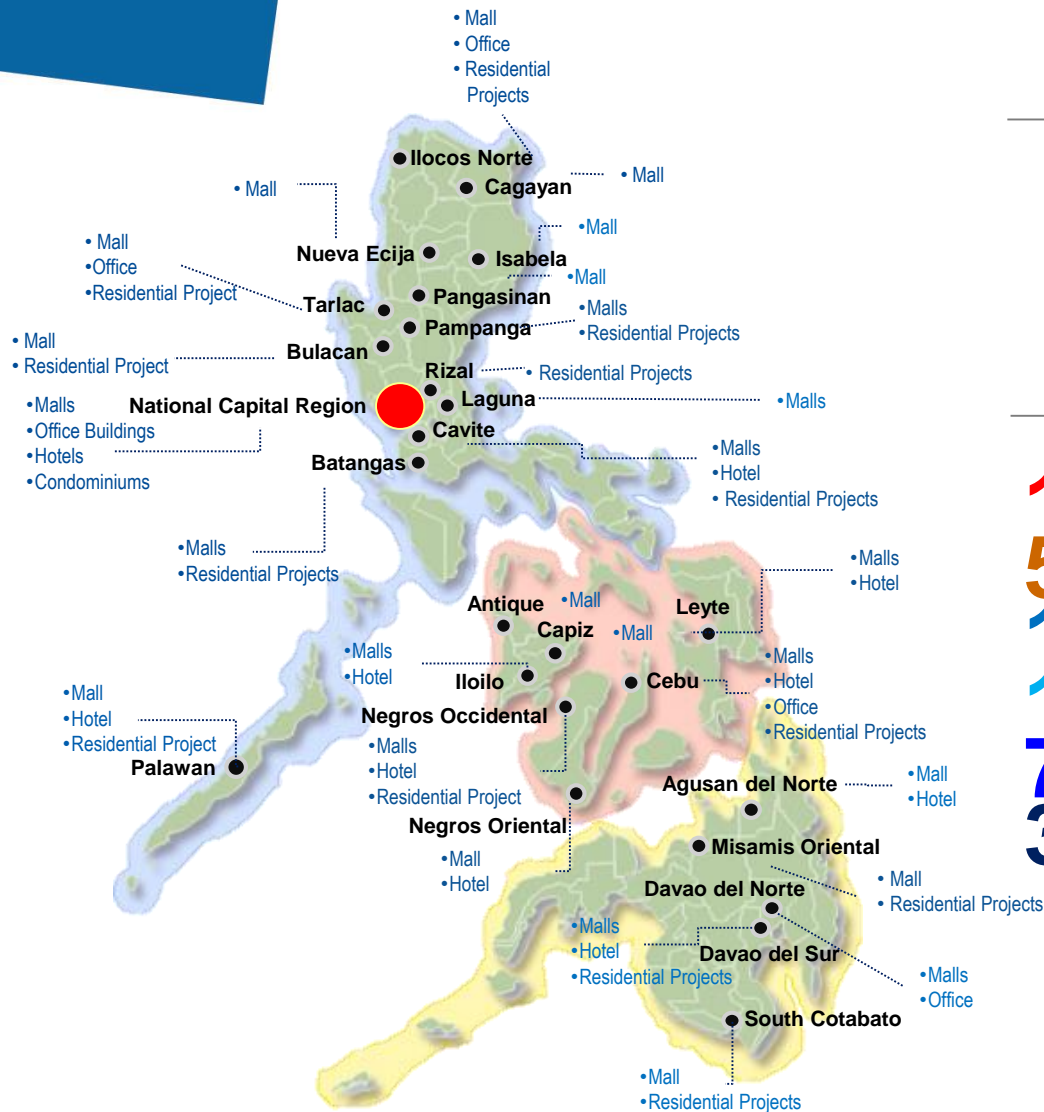 • Mall
• Office
• Residential
Projects
Ilocos Norte
Cagayan
• Mall
• Mall
•Mall
• Mall
•Office
•Residential Project
Nueva Ecija
Isabela
•Mall
Tarlac
Pangasinan
•Malls
•Residential Projects
Pampanga
• Mall
• Residential Project
Bulacan
Rizal
• Residential Projects
National Capital Region
Laguna
•Malls
•Malls
•Office Buildings
•Hotels
•Condominiums
Cavite
•Malls
•Hotel
• Residential Projects
Batangas
•Malls
•Residential Projects
•Malls
•Hotel
Antique
•Mall
Leyte
Capiz
•Mall
•Malls
•Hotel
Iloilo
Cebu
•Malls
•Hotel
•Office
•Residential Projects
•Mall
•Hotel
•Residential Project
Palawan
Negros Occidental
•Malls
•Hotel
•Residential Project
Agusan del Norte
•Mall
•Hotel
Negros Oriental
•Mall
•Hotel
Misamis Oriental
• Mall
• Residential Projects
Davao del Norte
•Malls
•Hotel
•Residential Projects
Davao del Sur
•Malls
•Office
South Cotabato
•Mall
•Residential Projects